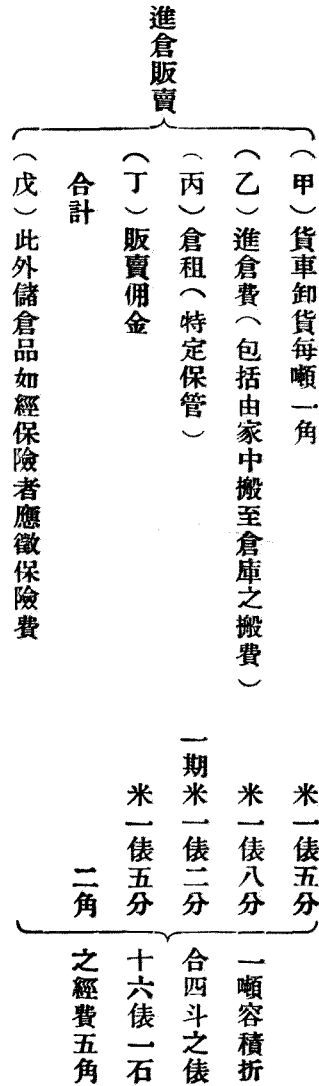 進倉販賣
（甲）貨車卸貨每噸一角　米一俵五分
（乙）進倉費（包括由家中搬至倉庫之搬費）　米一俵八分
（丙）倉租（特定保管）　一期米一俵二分
（丁）販賣佣金　米一俵五分
合計　二角
（戊）此外儲倉品如經保險者應徵保險費
一噸容積折
合四斗之俵
十六俵一石
之經費五角